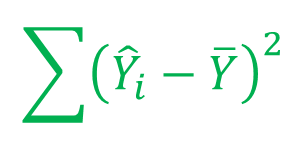 ∑(Ŷᵢ − Ȳ)²